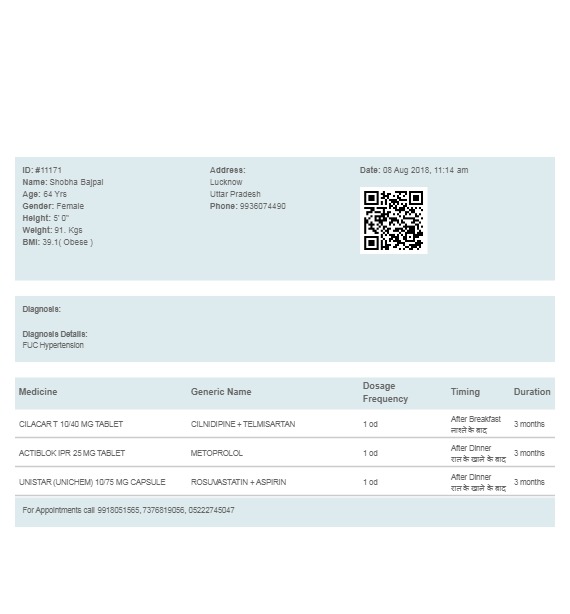 ID: #11171
Name: Shobha Bajpai
Age: 64 Yrs
Gender: Female
Height: 5' 0"
Weight: 91. Kgs
BMI: 39.1( Obese )
Address:
Lucknow
Uttar Pradesh
Phone: 9936074490
Date: 08 Aug 2018, 11:14 am
Diagnosis:
Diagnosis Details:
FUC Hypertension
Medicine Generic Name Dosage Frequency Timing Duration
CILACAR T 10/40 MG TABLET CILNIDIPINE + TELMISARTAN 1 od After Breakfast 3 months
नाश्ते के बाद
ACTIBLOK IPR 25 MG TABLET METOPROLOL 1 od After Dinner 3 months
रात के खाने के बाद
UNISTAR (UNICHEM) 10/75 MG CAPSULE ROSUVASTATIN + ASPIRIN 1 od After Dinner 3 months
रात के खाने के बाद
For Appointments call 9918051565, 7376819056, 05222745047